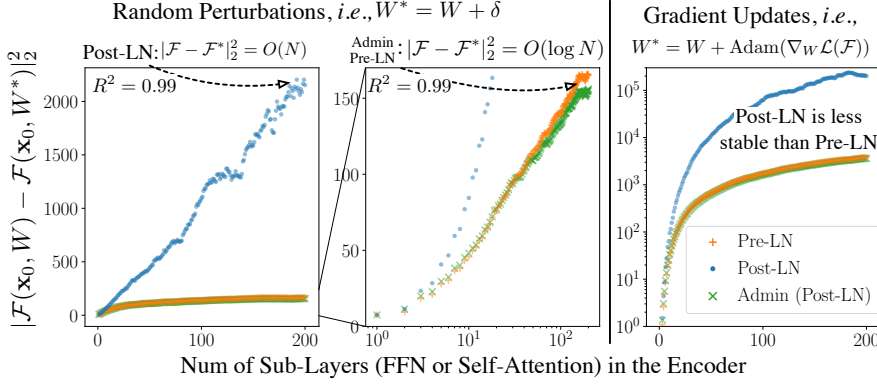 Random Perturbations, i.e., W* = W + δ
Gradient Updates, i.e.,
W* = W + Adam(∇_W L(F))
|F(x₀, W) − F(x₀, W*)|₂²
Post-LN: |F − F*|₂² = O(N)
R² = 0.99
2000
1500
1000
500
0
0
100
200
Admin
Pre-LN
: |F − F*|₂² = O(log N)
R² = 0.99
150
100
50
0
10⁰
10¹
10²
10⁵
10⁴
10³
10²
10¹
10⁰
Post-LN is less
stable than Pre-LN
Pre-LN
Post-LN
Admin (Post-LN)
0
100
200
Num of Sub-Layers (FFN or Self-Attention) in the Encoder